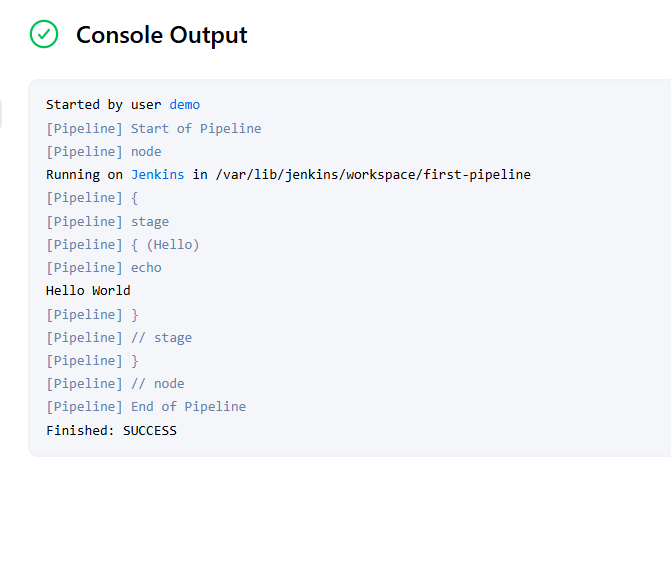 Console Output
Started by user demo
[Pipeline] Start of Pipeline
[Pipeline] node
Running on Jenkins in /var/lib/jenkins/workspace/first-pipeline
[Pipeline] {
[Pipeline] stage
[Pipeline] { (Hello)
[Pipeline] echo
Hello World
[Pipeline] }
[Pipeline] // stage
[Pipeline] }
[Pipeline] // node
[Pipeline] End of Pipeline
Finished: SUCCESS